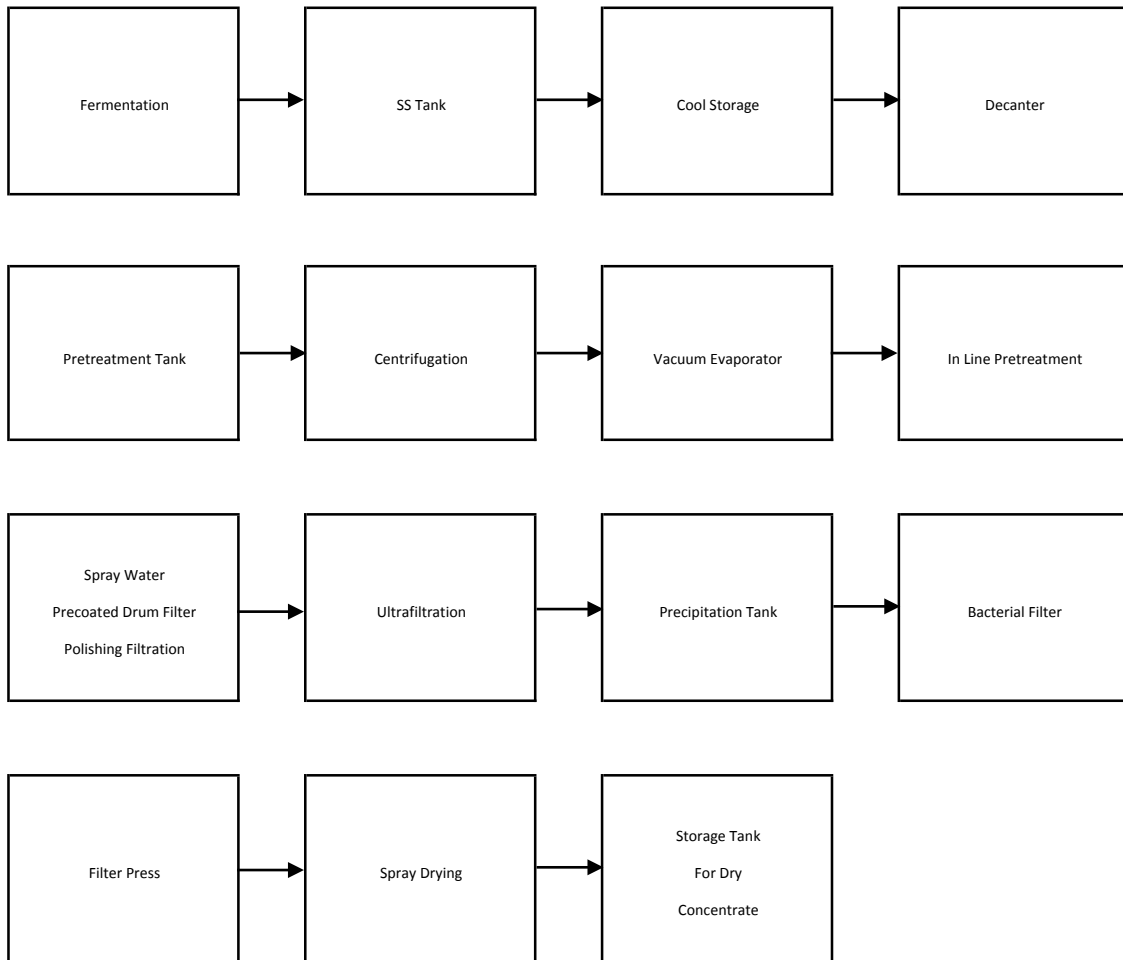 Fermentation
SS Tank
Cool Storage
Decanter
Pretreatment Tank
Centrifugation
Vacuum Evaporator
In Line Pretreatment
Spray Water
Precoated Drum Filter
Polishing Filtration
Ultrafiltration
Precipitation Tank
Bacterial Filter
Filter Press
Spray Drying
Storage Tank
For Dry
Concentrate